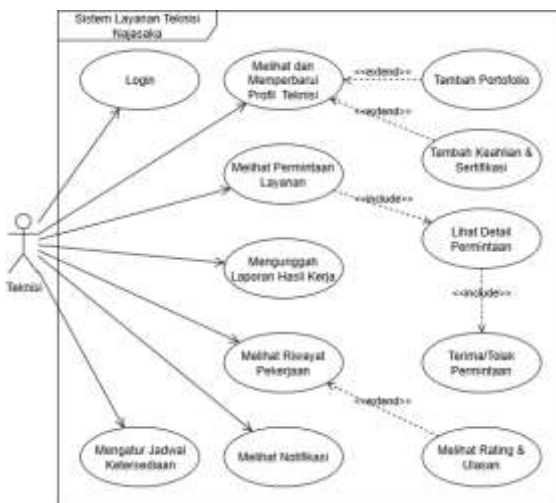 Sistem Layanan Teknisi
Najasaka
Login
Melihat dan
Memperbarui
Profil Teknisi
<<extend>>
Tambah Portofolio
<<extend>>
Tambah Keahlian &
Sertifikasi
Melihat Permintaan
Layanan
<<include>>
Lihat Detail
Permintaan
Teknisi
Mengunggah
Laporan Hasil Kerja
<<include>>
Melihat Riwayat
Pekerjaan
Terima/Tolak
Permintaan
<<extend>>
Mengatur Jadwal
Ketersediaan
Melihat Notifikasi
Melihat Rating &
Ulasan